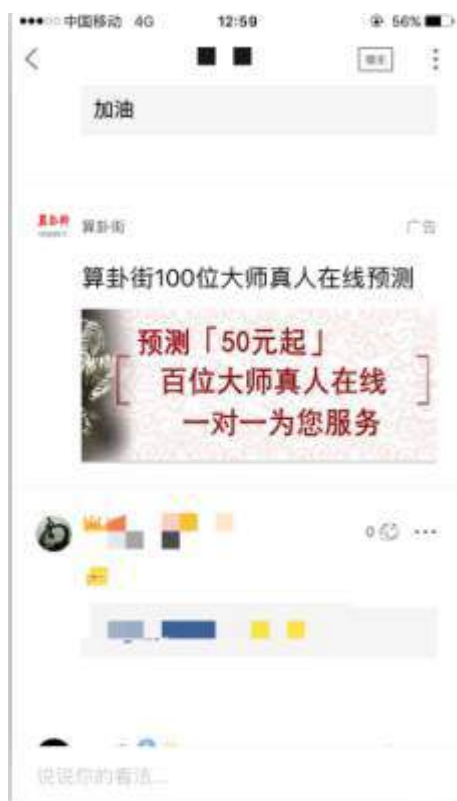 中国移动 4G 12:59 56%
加油
算卦街
算卦街 广告
算卦街100位大师真人在线预测
预测「50元起」
百位大师真人在线
一对一为您服务
0
说说你的看法...